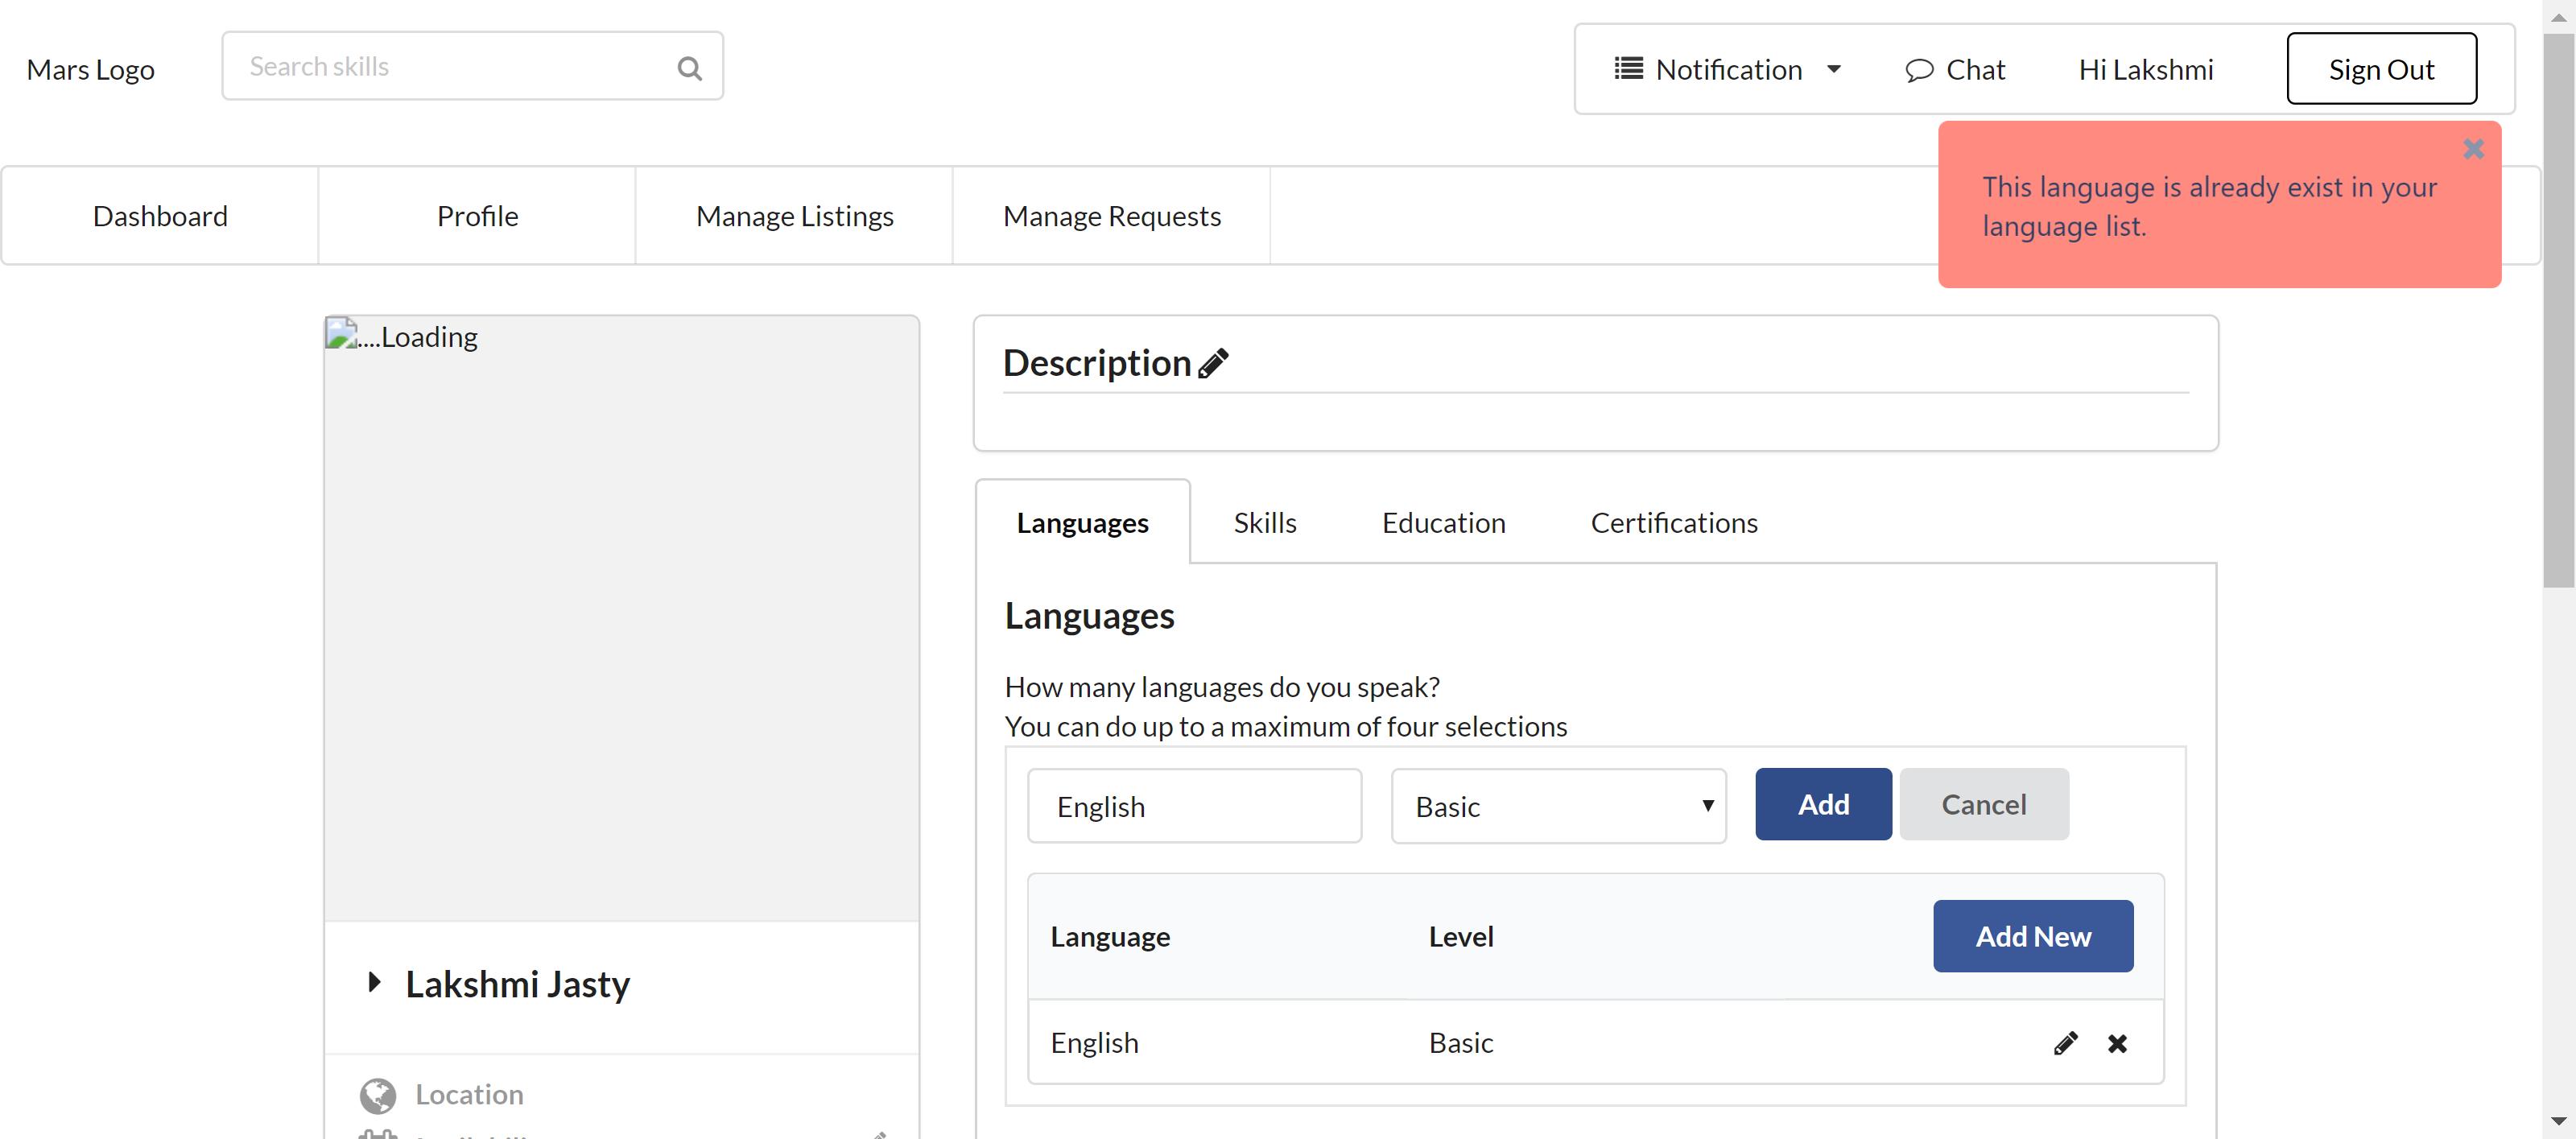 Mars Logo
Search skills
Notification
Chat
Hi Lakshmi
Sign Out
This language is already exist in your
language list.
Dashboard
Profile
Manage Listings
Manage Requests
....Loading
Description
Languages
Skills
Education
Certifications
Languages
How many languages do you speak?
You can do up to a maximum of four selections
English
Basic
Add
Cancel
Language
Level
Add New
English
Basic
Lakshmi Jasty
Location